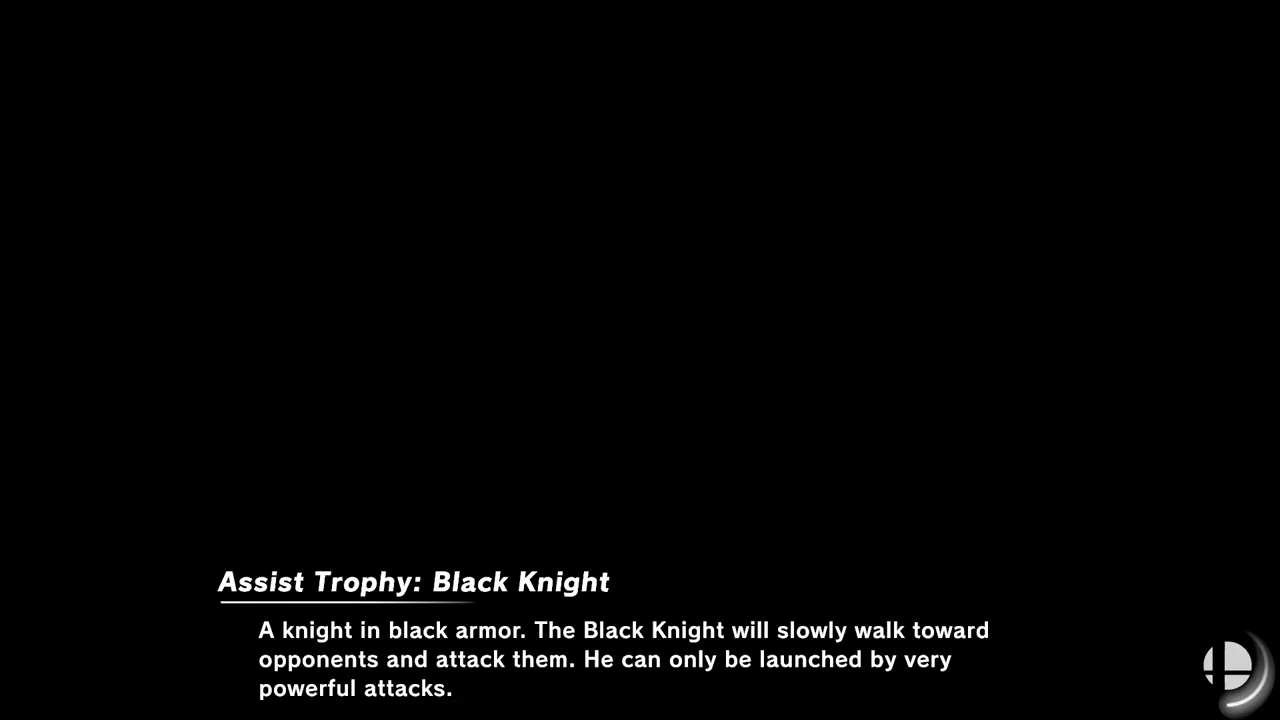 Assist Trophy: Black Knight
A knight in black armor. The Black Knight will slowly walk toward
opponents and attack them. He can only be launched by very
powerful attacks.